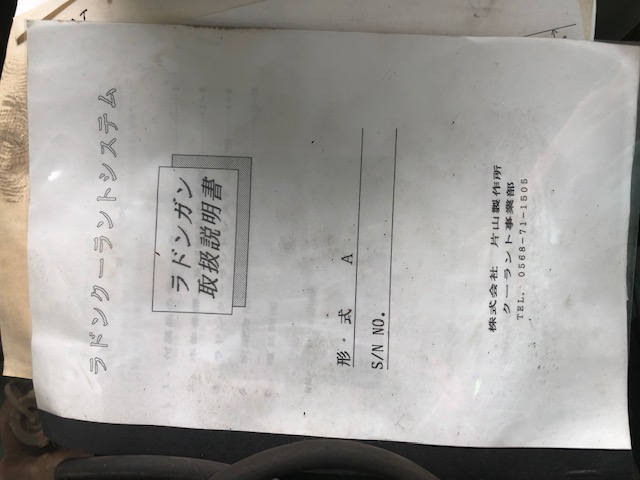 ラドンクーラントシステム
ラドンガン
取扱説明書
形・式 A
S/N NO.
株式会社 片山製作所
クーラント事業部
TEL. 0568-71-1505